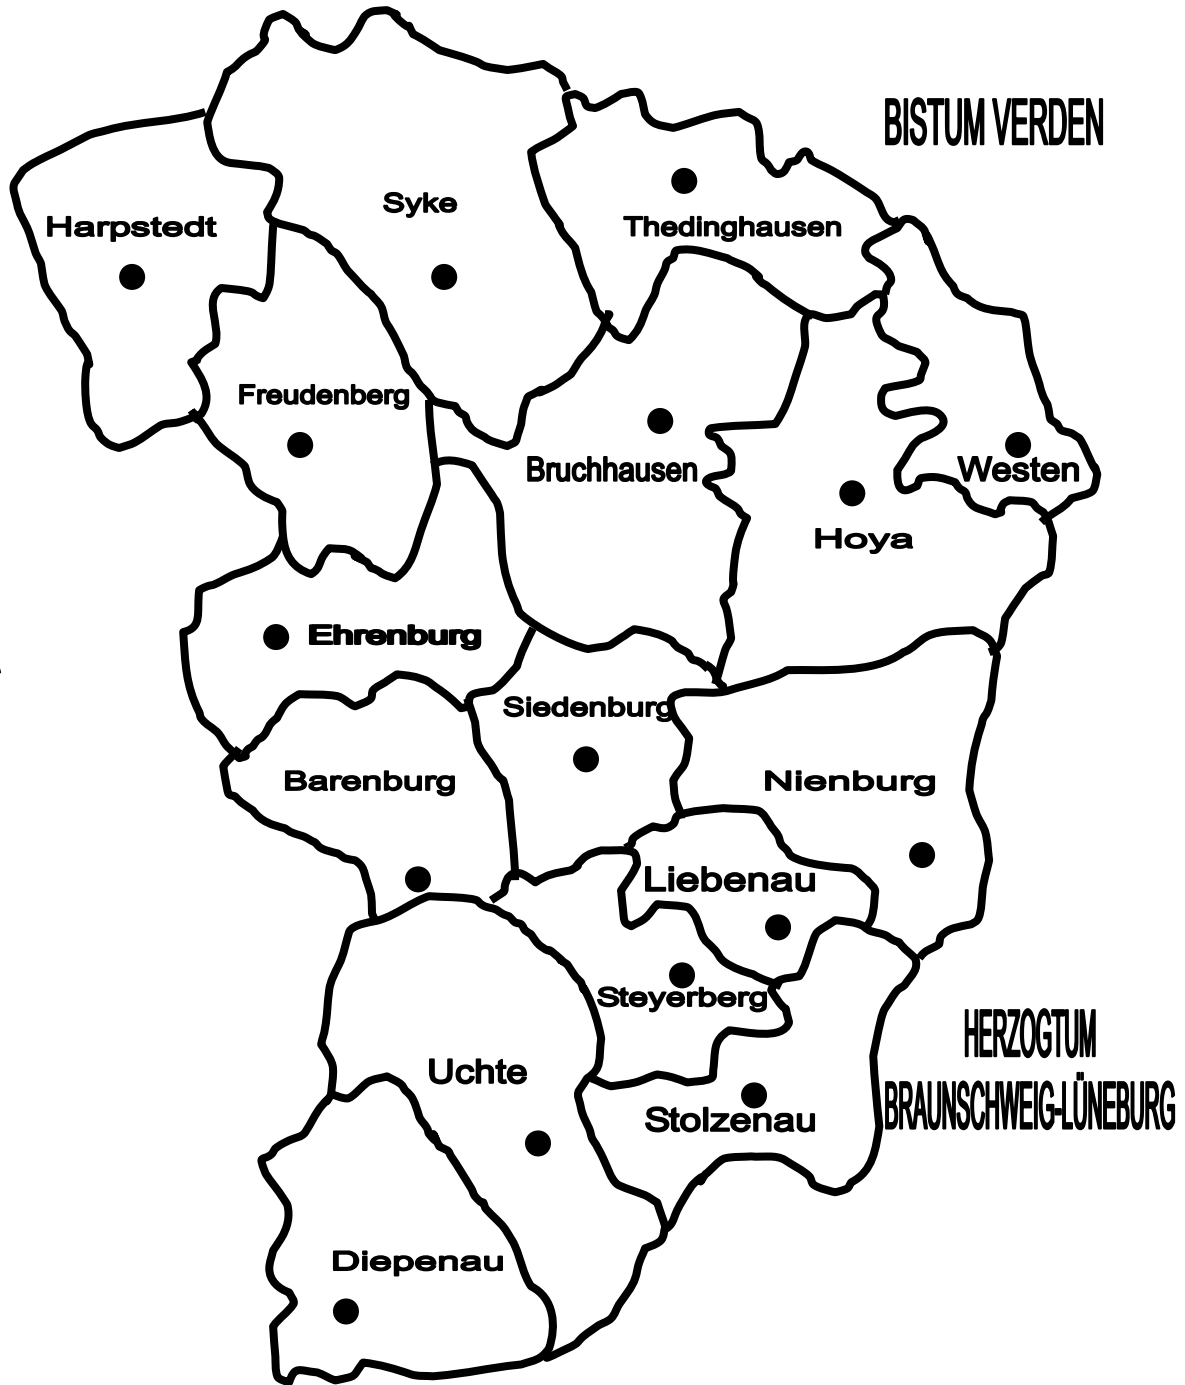 BISTUM VERDEN
Syke
Harpstedt
Thedinghausen
Freudenberg
Bruchhausen
Westen
Hoya
Ehrenburg
Siedenburg
Barenburg
Nienburg
Liebenau
Steyerberg
HERZOGTUM
BRAUNSCHWEIG-LÜNEBURG
Uchte
Stolzenau
Diepenau